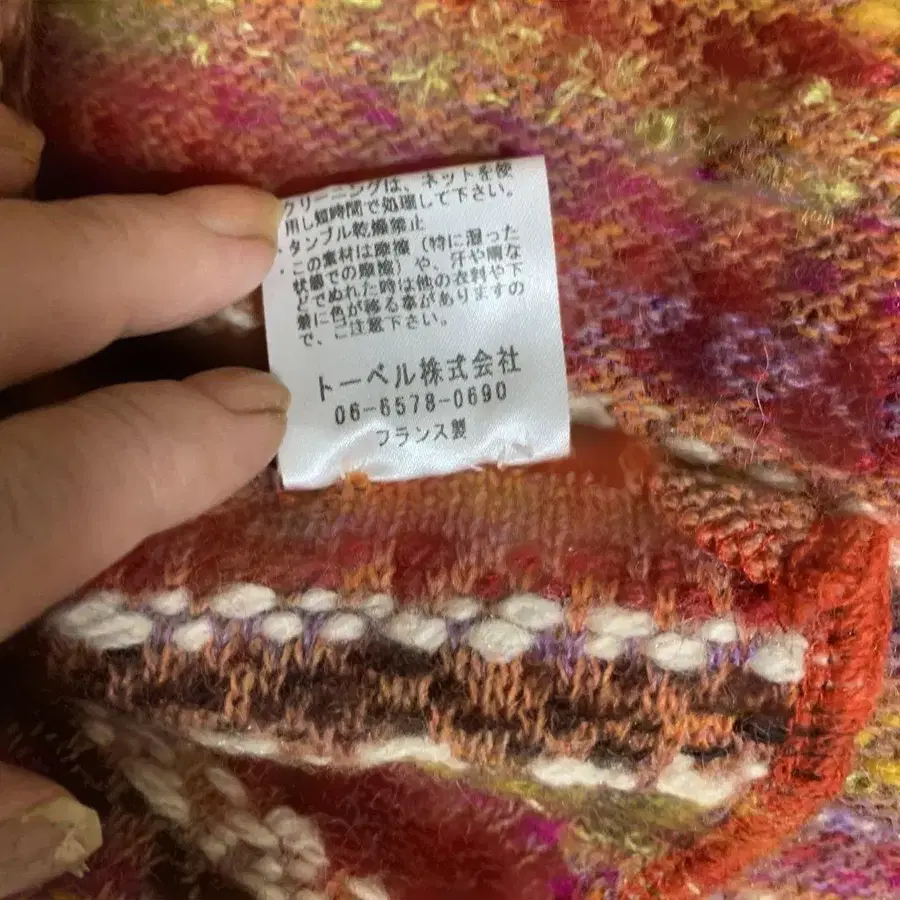 クリーニングは、ネットを使
用し短時間で処理して下さい。
・タンブル乾燥禁止
・この素材は摩擦（特に湿った
状態での摩擦）や、汗や雨な
どでぬれた時は他の衣料や下
着に色が移る事がありますの
で、ご注意下さい。
トーベル株式会社
06-6578-0690
フランス製